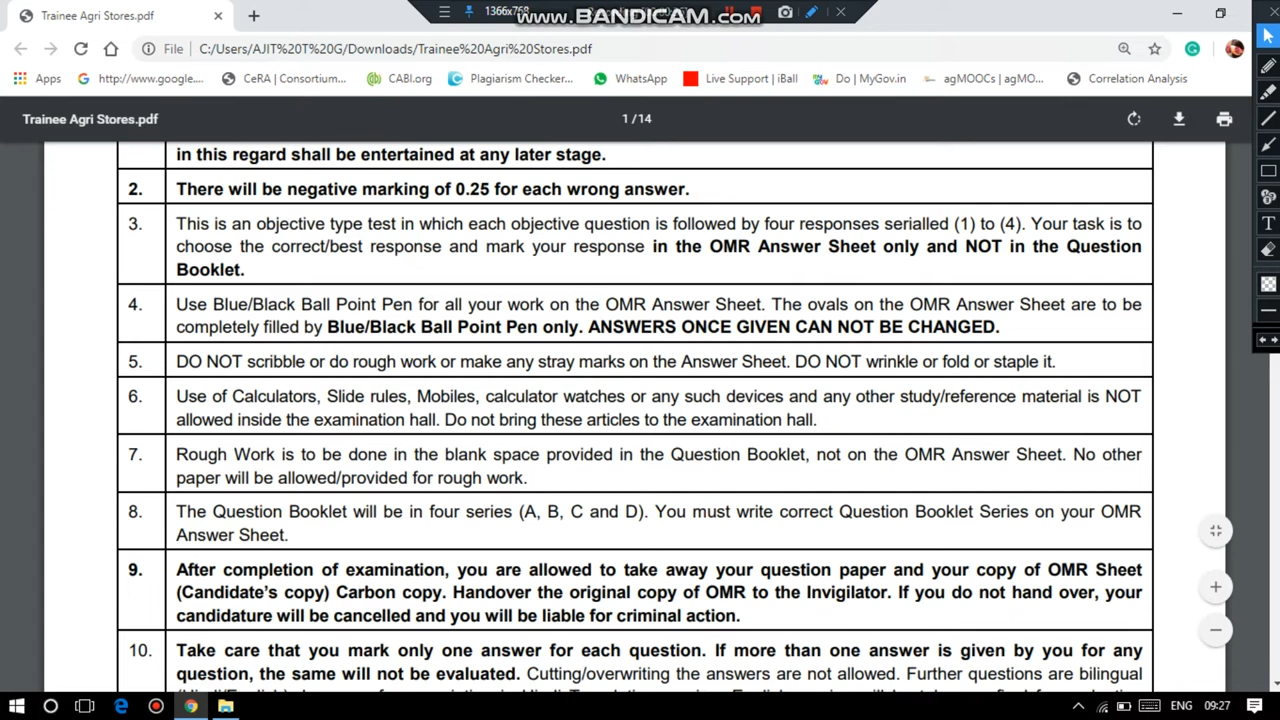 Trainee Agri Stores.pdf
1366x768
www.BANDICAM.com
File
C:/Users/AJIT%20T%20G/Downloads/Trainee%20Agri%20Stores.pdf
Apps
http://www.google....
CeRA | Consortium...
CABI.org
Plagiarism Checker...
WhatsApp
Live Support | iBall
Do | MyGov.in
agMOOCs | agMO...
Correlation Analysis
Trainee Agri Stores.pdf
1 / 14
in this regard shall be entertained at any later stage.
2. There will be negative marking of 0.25 for each wrong answer.
3. This is an objective type test in which each objective question is followed by four responses serialled (1) to (4). Your task is to
choose the correct/best response and mark your response in the OMR Answer Sheet only and NOT in the Question
Booklet.
4. Use Blue/Black Ball Point Pen for all your work on the OMR Answer Sheet. The ovals on the OMR Answer Sheet are to be
completely filled by Blue/Black Ball Point Pen only. ANSWERS ONCE GIVEN CAN NOT BE CHANGED.
5. DO NOT scribble or do rough work or make any stray marks on the Answer Sheet. DO NOT wrinkle or fold or staple it.
6. Use of Calculators, Slide rules, Mobiles, calculator watches or any such devices and any other study/reference material is NOT
allowed inside the examination hall. Do not bring these articles to the examination hall.
7. Rough Work is to be done in the blank space provided in the Question Booklet, not on the OMR Answer Sheet. No other
paper will be allowed/provided for rough work.
8. The Question Booklet will be in four series (A, B, C and D). You must write correct Question Booklet Series on your OMR
Answer Sheet.
9. After completion of examination, you are allowed to take away your question paper and your copy of OMR Sheet
(Candidate's copy) Carbon copy. Handover the original copy of OMR to the Invigilator. If you do not hand over, your
candidature will be cancelled and you will be liable for criminal action.
10. Take care that you mark only one answer for each question. If more than one answer is given by you for any
question, the same will not be evaluated. Cutting/overwriting the answers are not allowed. Further questions are bilingual
ENG
09:27